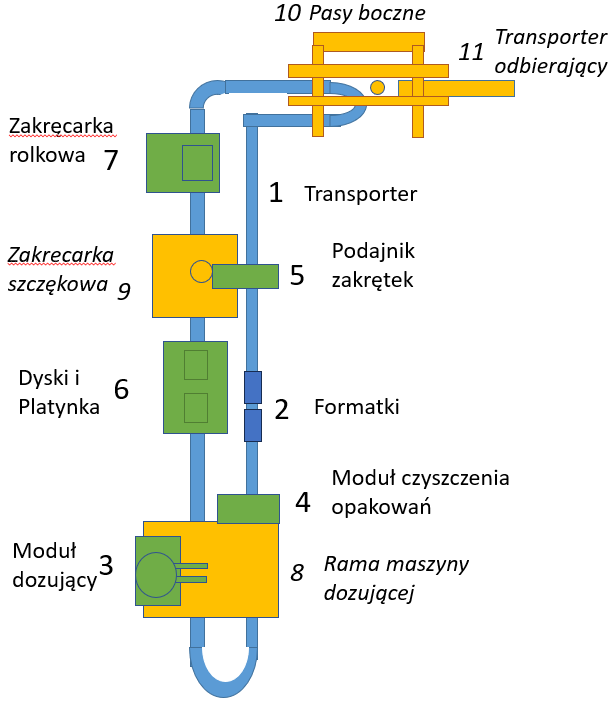 10 Pasy boczne
11 Transporter
odbierający
Zakręcarka
rolkowa 7
1 Transporter
Zakrecarka
szczękowa 9
5 Podajnik
zakrętek
Dyski i
Platynka 6
2 Formatki
4 Moduł czyszczenia
opakowań
Moduł
dozujący 3
8 Rama maszyny
dozującej